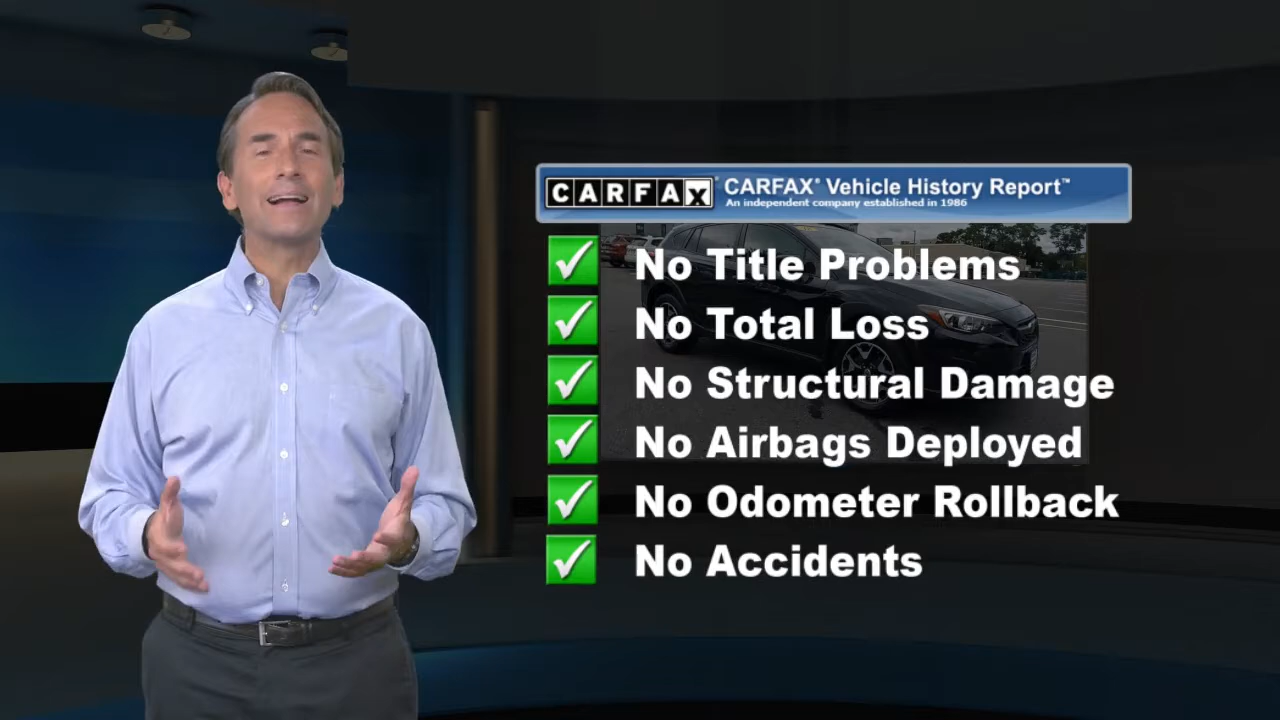 CARFAX
CARFAX® Vehicle History Report™
An independent company established in 1986
No Title Problems
No Total Loss
No Structural Damage
No Airbags Deployed
No Odometer Rollback
No Accidents